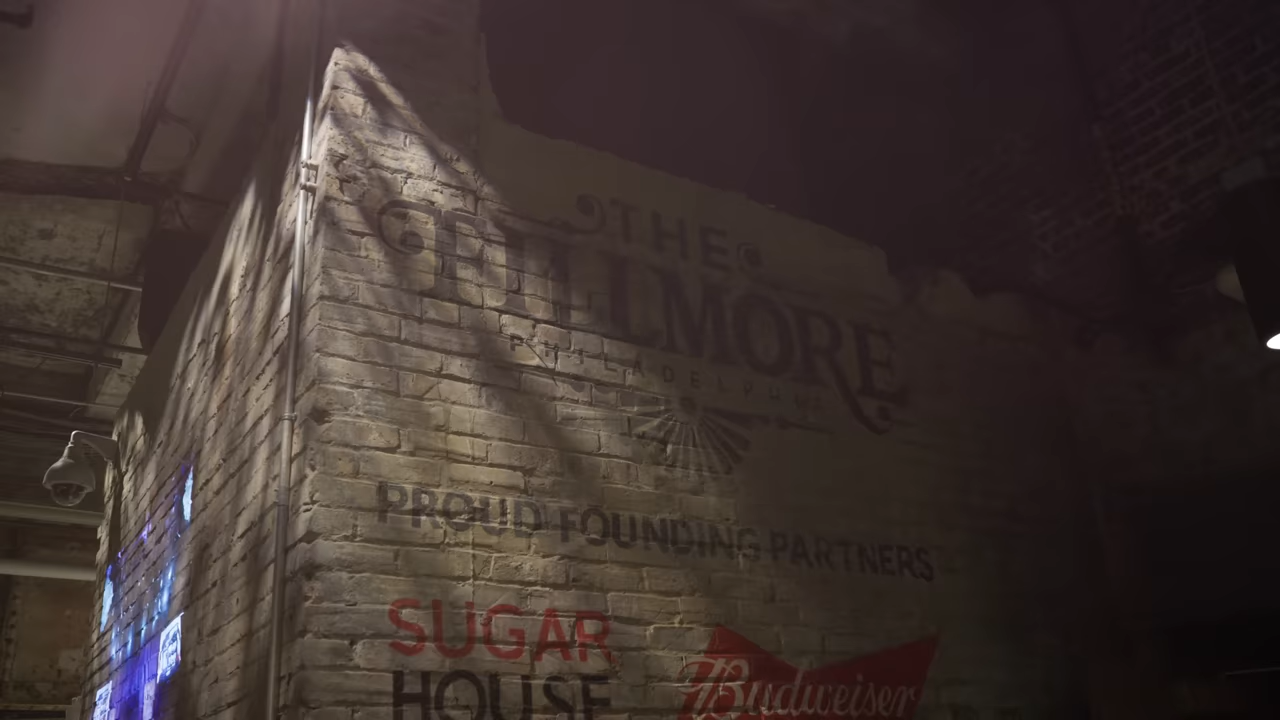 THE
FILLMORE
PHILADELPHIA
PROUD FOUNDING PARTNERS
SUGAR
HOUSE
Budweiser